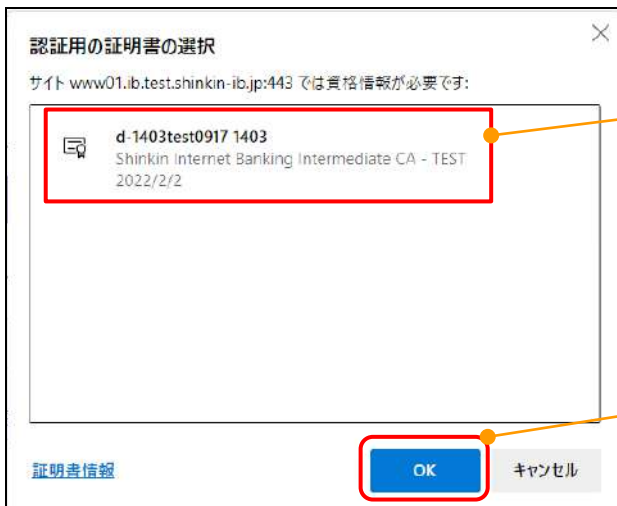 認証用の証明書の選択
サイト www01.ib.test.shinkin-ib.jp:443 では資格情報が必要です:
d-1403test0917 1403
Shinkin Internet Banking Intermediate CA - TEST
2022/2/2
証明書情報
OK
キャンセル